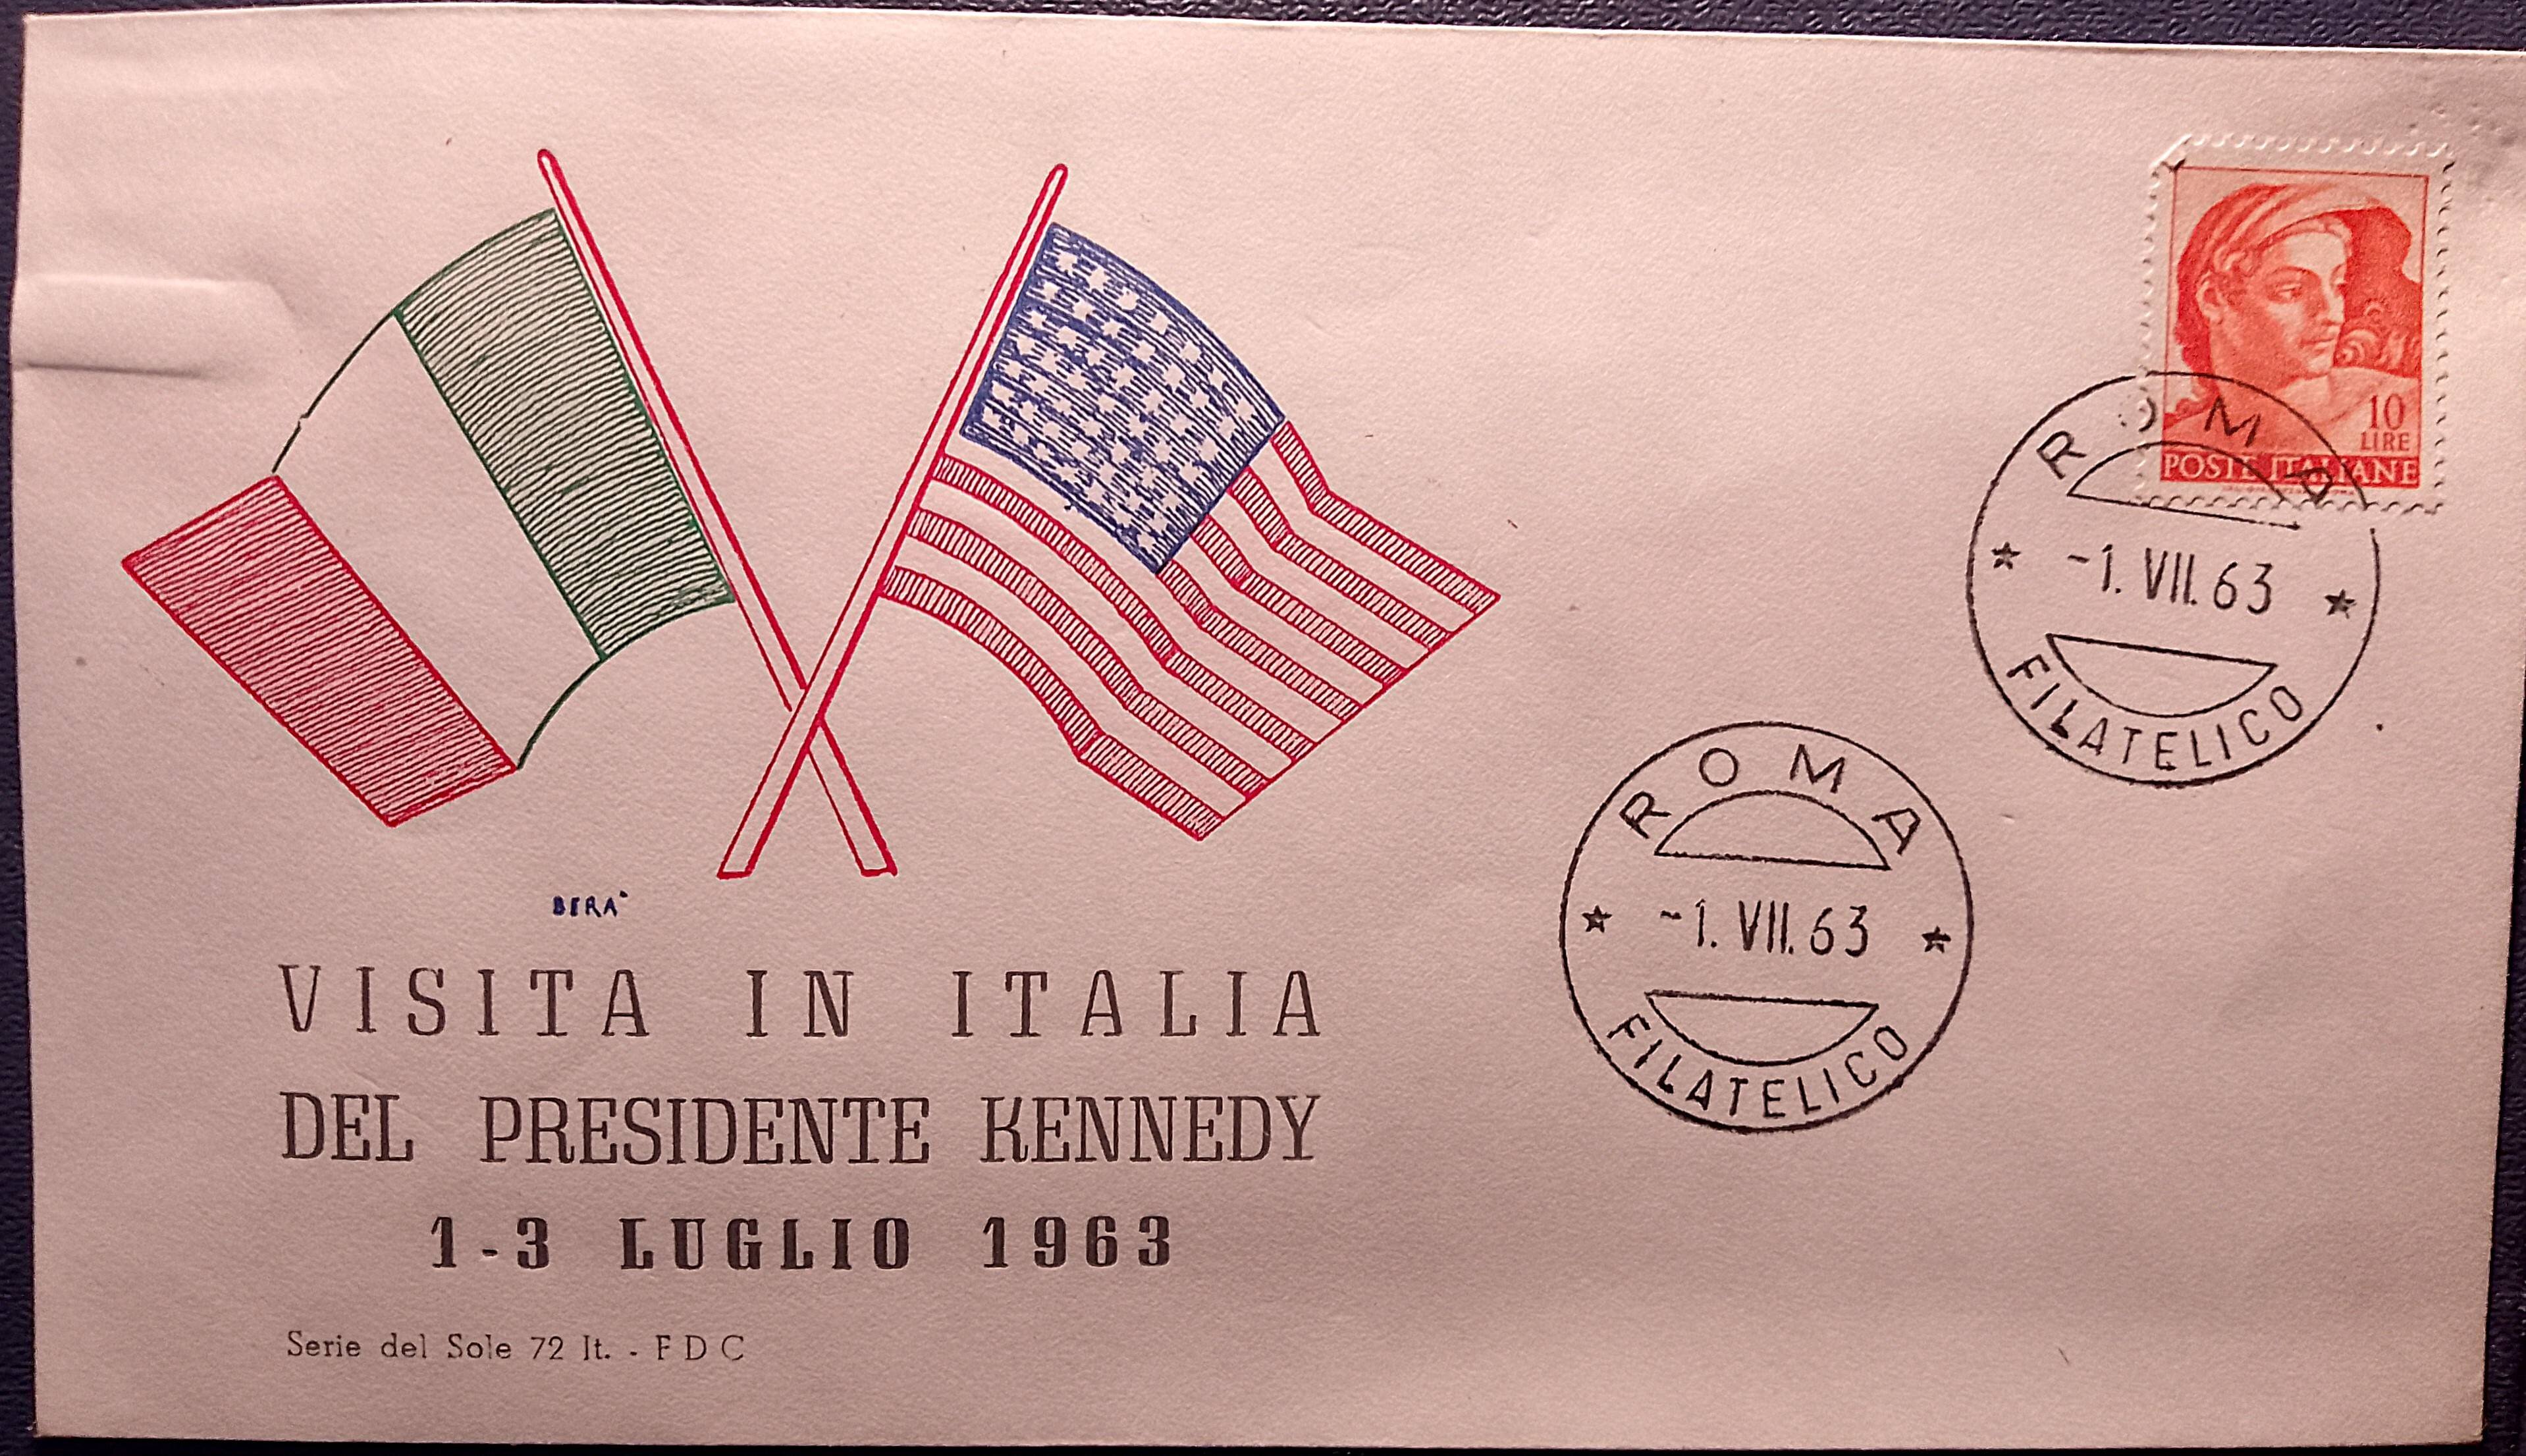 10
LIRE
POSTE ITALIANE
ROMA
-1.VII.63
FILATELICO
ROMA
-1.VII.63
FILATELICO
BERA
VISITA IN ITALIA
DEL PRESIDENTE KENNEDY
1-3 LUGLIO 1963
Serie del Sole 72 It. - FDC